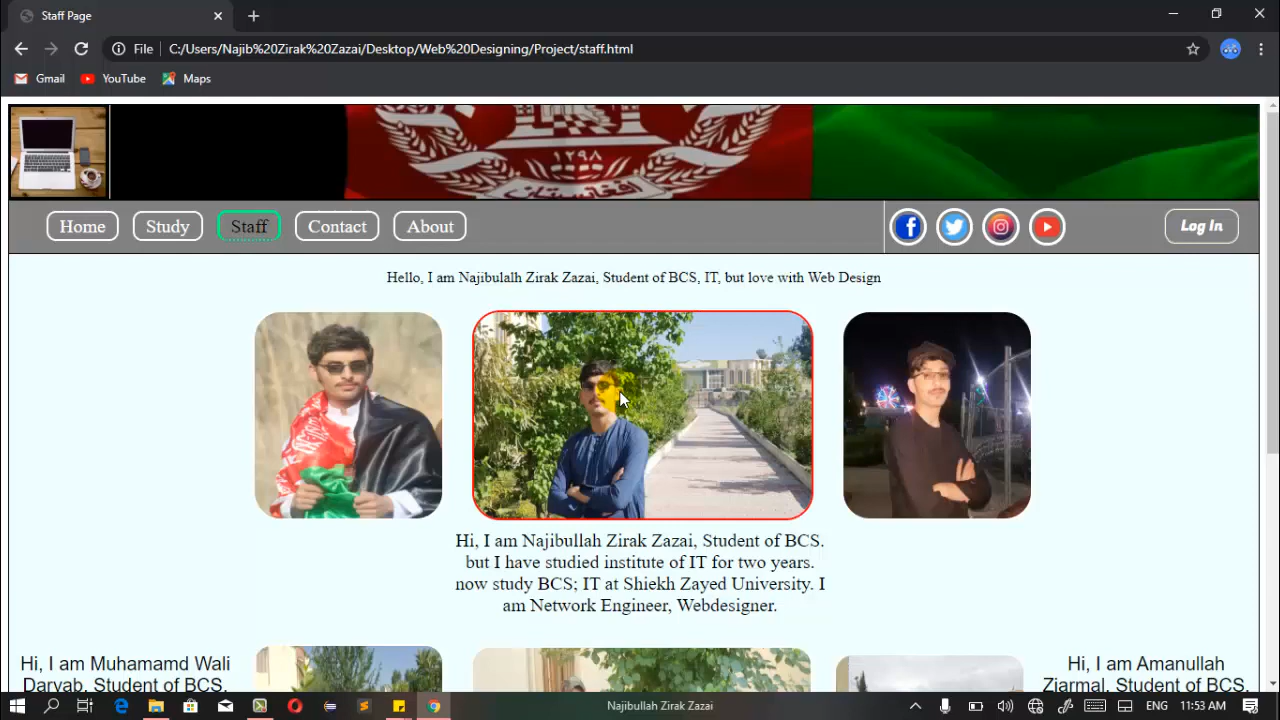 Staff Page
File
C:/Users/Najib%20Zirak%20Zazai/Desktop/Web%20Designing/Project/staff.html
Gmail
YouTube
Maps
١٢٩٨
افغانستان
Home
Study
Staff
Contact
About
Log In
Hello, I am Najibulalh Zirak Zazai, Student of BCS, IT, but love with Web Design
Hi, I am Najibullah Zirak Zazai, Student of BCS.
but I have studied institute of IT for two years.
now study BCS; IT at Shiekh Zayed University. I
am Network Engineer, Webdesigner.
Hi, I am Muhamamd Wali
Daryab, Student of BCS.
Hi, I am Amanullah
Ziarmal, Student of BCS.
Najibullah Zirak Zazai
ENG
11:53 AM